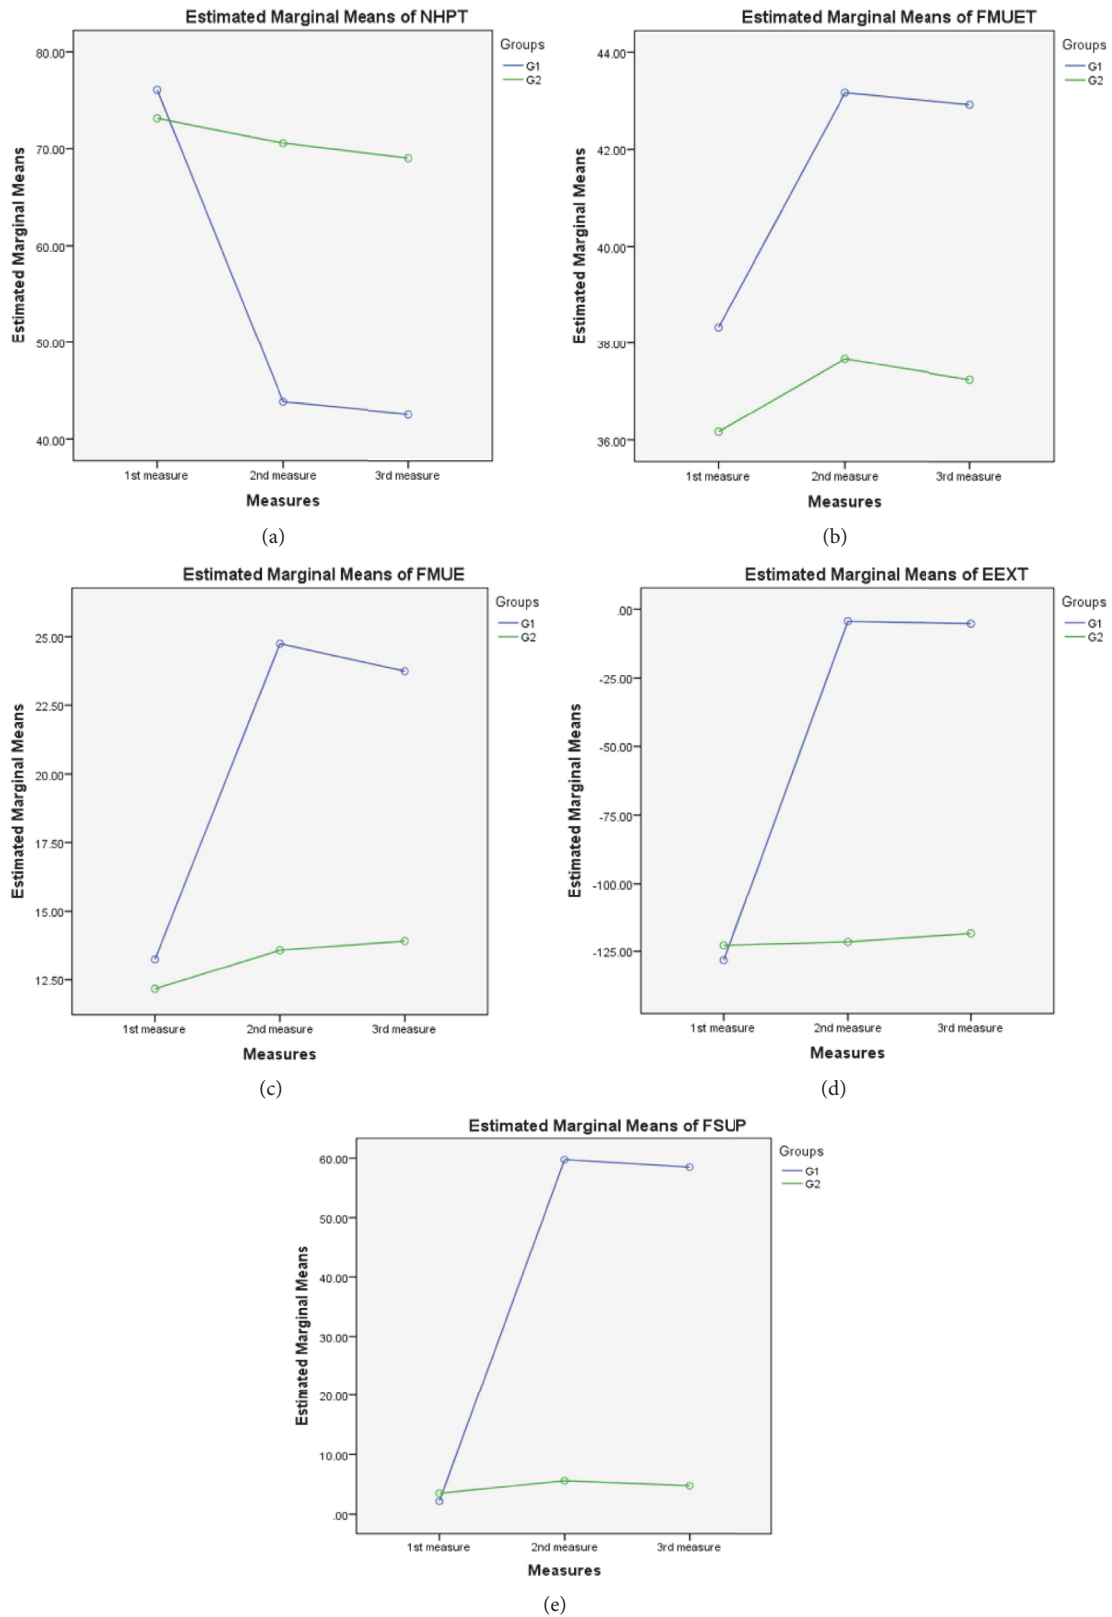 Estimated Marginal Means of NHPT
Groups
G1
G2
80.00
70.00
60.00
50.00
40.00
Estimated Marginal Means
1st measure 2nd measure 3rd measure
Measures
(a)
Estimated Marginal Means of FMUET
Groups
G1
G2
44.00
42.00
40.00
38.00
36.00
Estimated Marginal Means
1st measure 2nd measure 3rd measure
Measures
(b)
Estimated Marginal Means of FMUE
Groups
G1
G2
25.00
22.50
20.00
17.50
15.00
12.50
Estimated Marginal Means
1st measure 2nd measure 3rd measure
Measures
(c)
Estimated Marginal Means of EEXT
Groups
G1
G2
.00
-25.00
-50.00
-75.00
-100.00
-125.00
Estimated Marginal Means
1st measure 2nd measure 3rd measure
Measures
(d)
Estimated Marginal Means of FSUP
Groups
G1
G2
60.00
50.00
40.00
30.00
20.00
10.00
.00
Estimated Marginal Means
1st measure 2nd measure 3rd measure
Measures
(e)